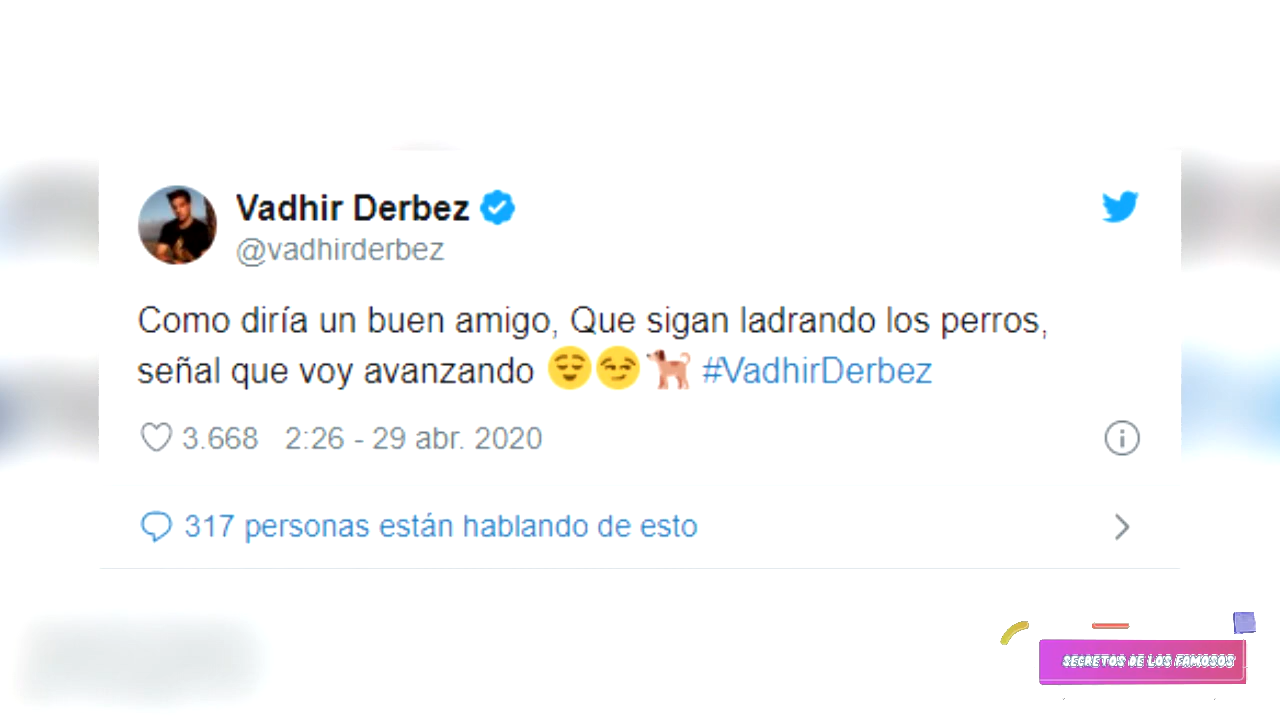 Vadhir Derbez
@vadhirderbez
Como diría un buen amigo, Que sigan ladrando los perros,
señal que voy avanzando 😌😏🐕 #VadhirDerbez
3.668 2:26 - 29 abr. 2020
317 personas están hablando de esto
SECRETOS DE LOS FAMOSOS